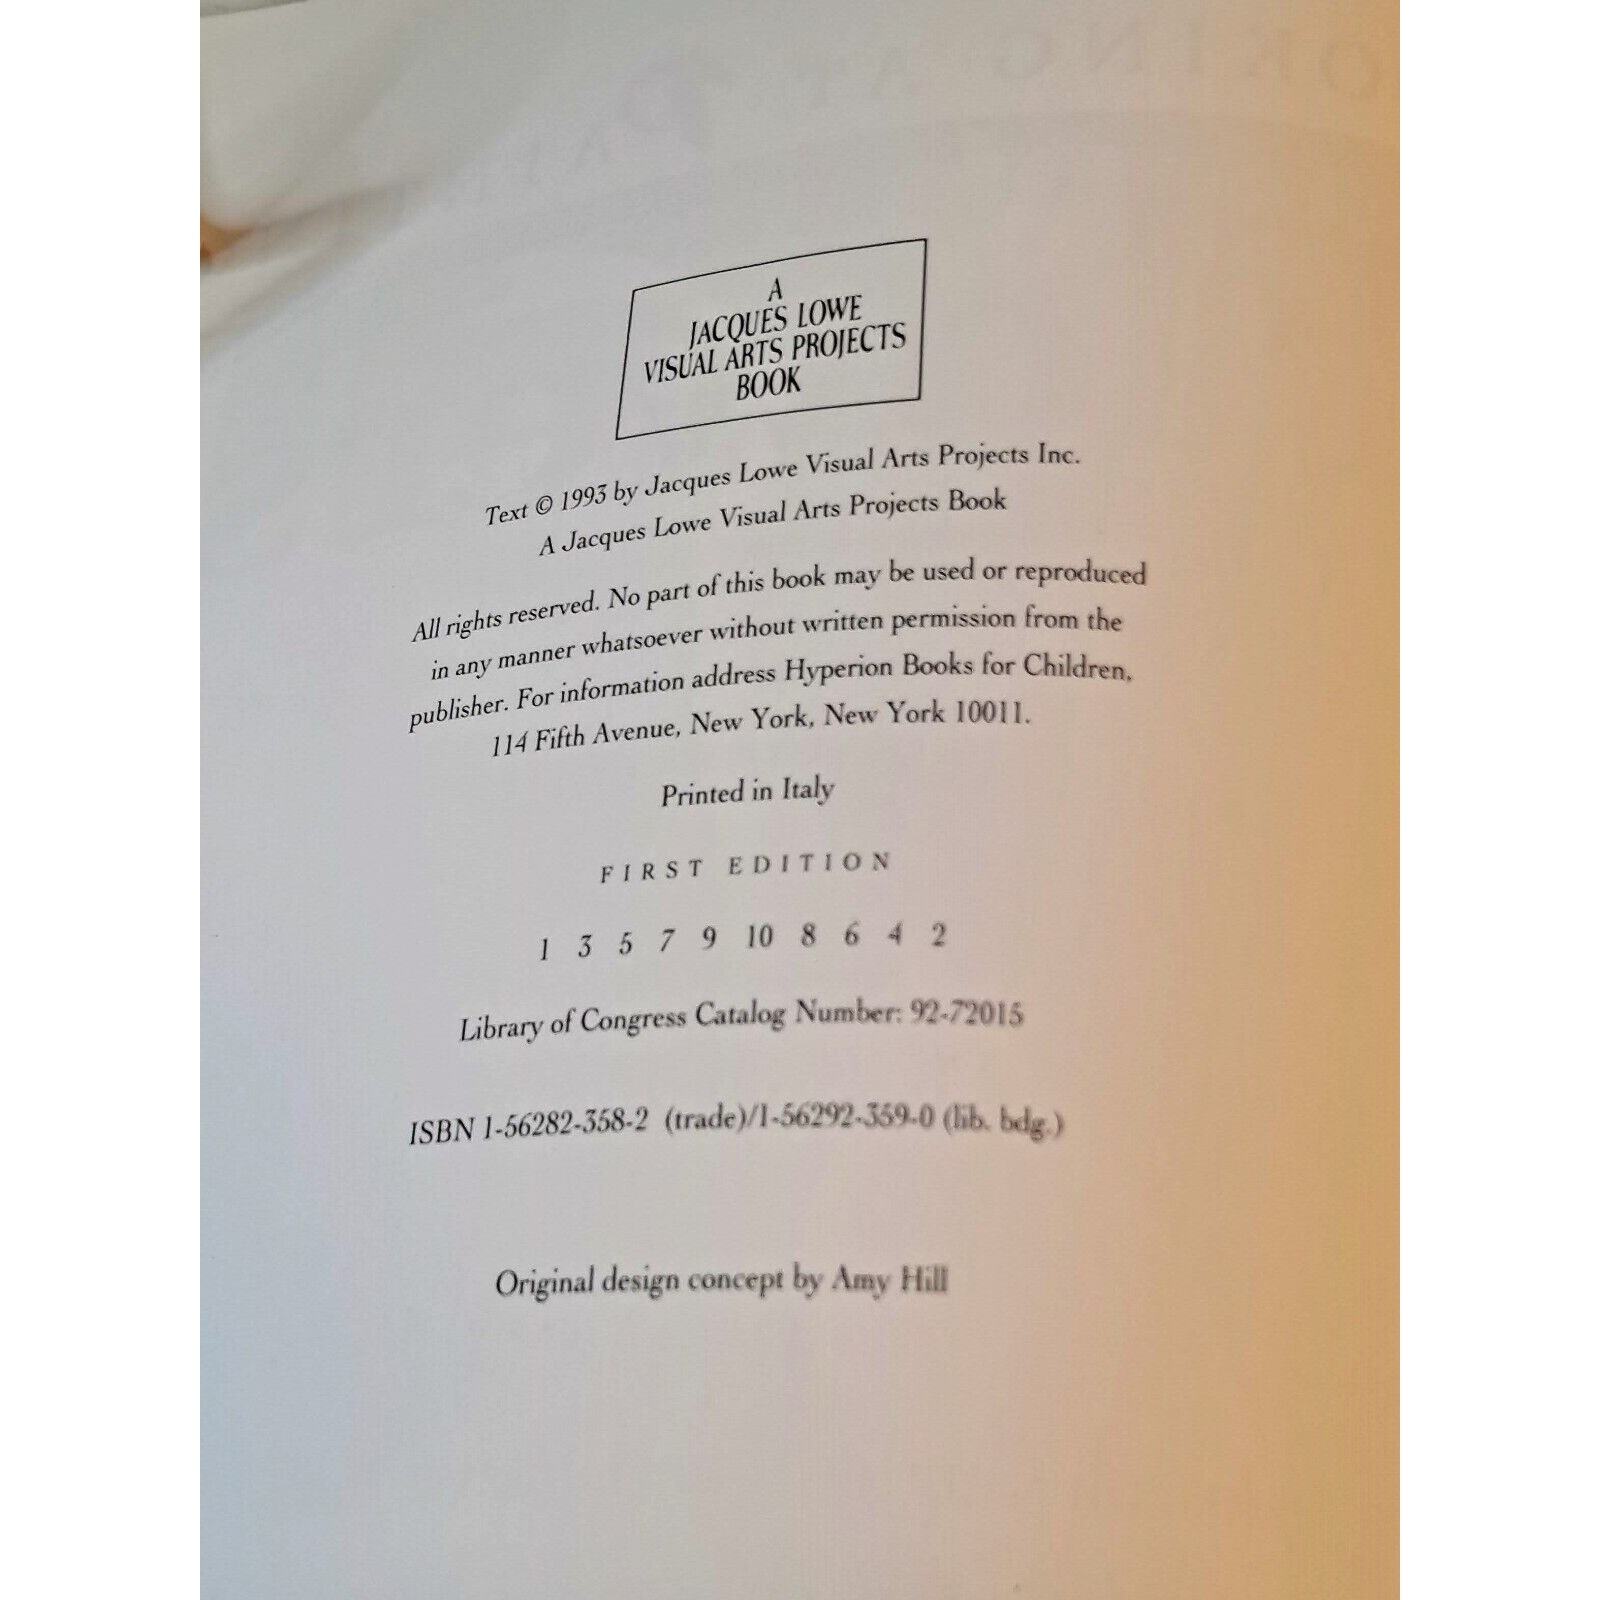 A
JACQUES LOWE
VISUAL ARTS PROJECTS
BOOK
Text © 1993 by Jacques Lowe Visual Arts Projects Inc.
A Jacques Lowe Visual Arts Projects Book
All rights reserved. No part of this book may be used or reproduced
in any manner whatsoever without written permission from the
publisher. For information address Hyperion Books for Children,
114 Fifth Avenue, New York, New York 10011.
Printed in Italy
FIRST EDITION
1 3 5 7 9 10 8 6 4 2
Library of Congress Catalog Number: 92-72015
ISBN 1-56282-358-2 (trade)/1-56292-359-0 (lib. bdg.)
Original design concept by Amy Hill